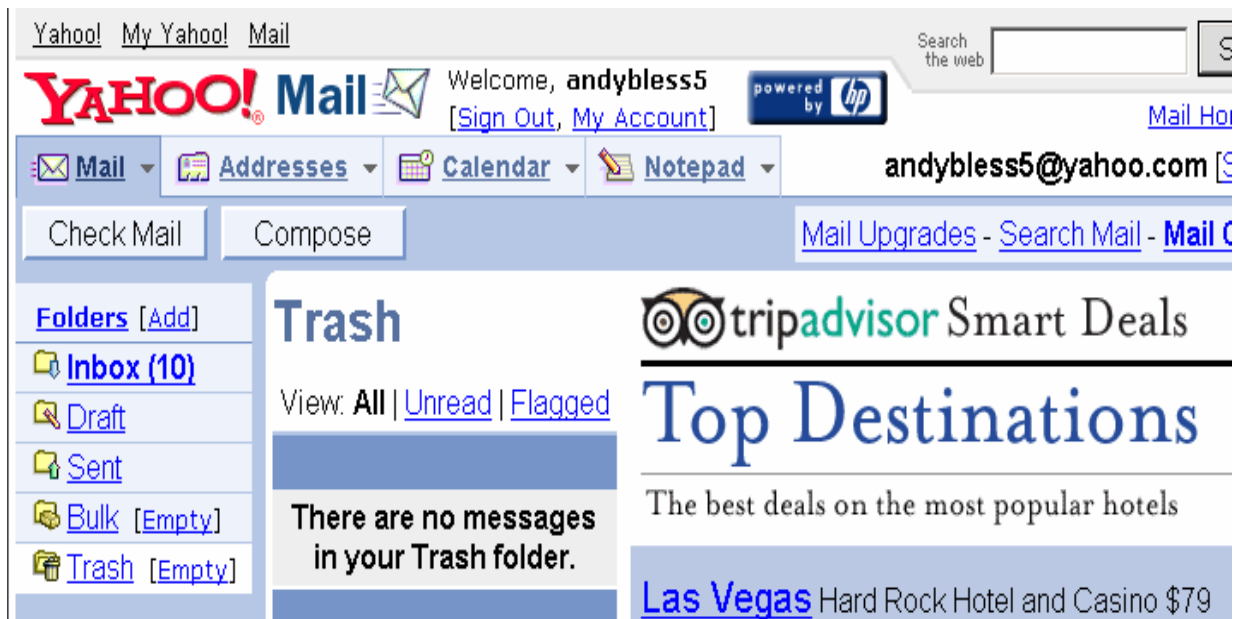 Yahoo! My Yahoo! Mail
Search
the web
YAHOO! Mail
Welcome, andybless5
[Sign Out, My Account]
powered
by hp
Mail
Mail Addresses Calendar Notepad
andybless5@yahoo.com [
Check Mail Compose
Mail Upgrades - Search Mail - Mail
Folders [Add]
Inbox (10)
Draft
Sent
Bulk [Empty]
Trash [Empty]
Trash
View: All | Unread | Flagged
There are no messages
in your Trash folder.
tripadvisor Smart Deals
Top Destinations
The best deals on the most popular hotels
Las Vegas Hard Rock Hotel and Casino $79